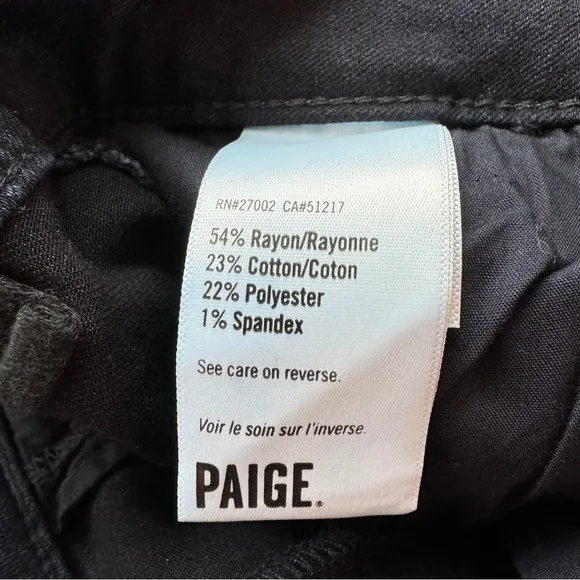 RN#27002 CA#51217
54% Rayon/Rayonne
23% Cotton/Coton
22% Polyester
1% Spandex
See care on reverse.
Voir le soin sur l'inverse.
PAIGE®